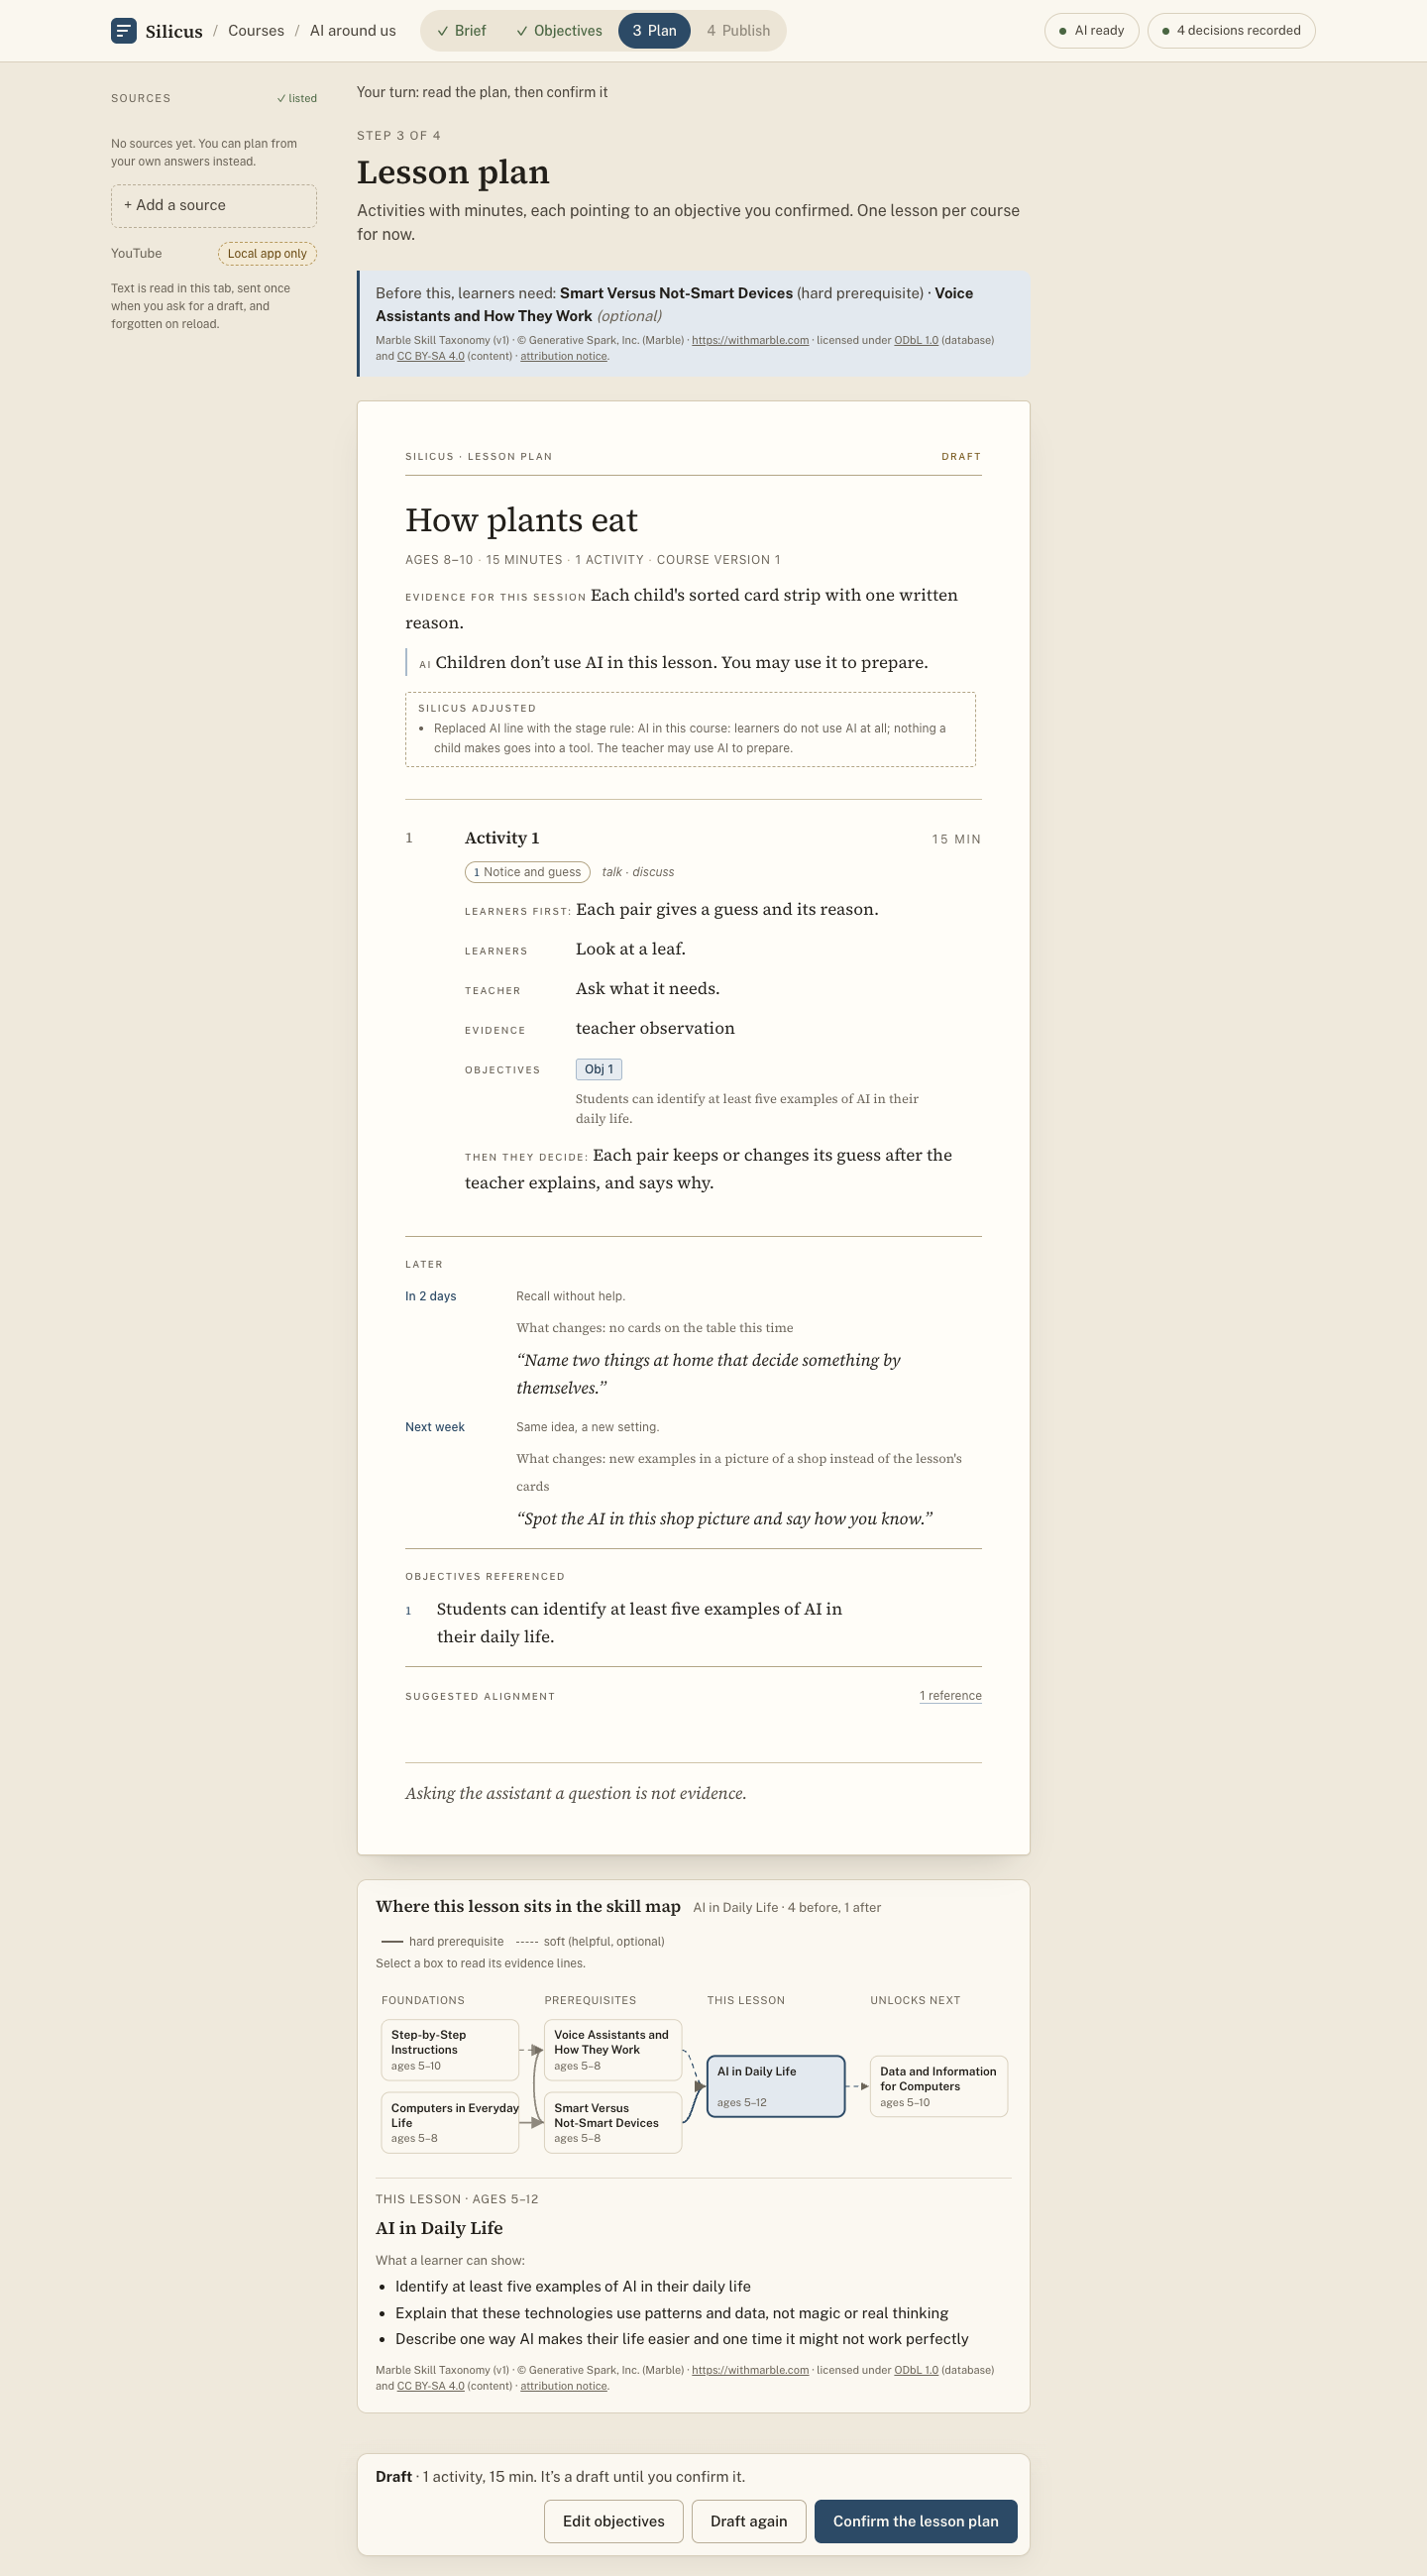 Silicus / Courses / AI around us
✓ Brief ✓ Objectives 3 Plan 4 Publish
AI ready
4 decisions recorded
SOURCES ✓ listed
No sources yet. You can plan from
your own answers instead.
+ Add a source
YouTube Local app only
Text is read in this tab, sent once
when you ask for a draft, and
forgotten on reload.
Your turn: read the plan, then confirm it
STEP 3 OF 4
Lesson plan
Activities with minutes, each pointing to an objective you confirmed. One lesson per course
for now.
Before this, learners need: Smart Versus Not-Smart Devices (hard prerequisite) · Voice
Assistants and How They Work (optional)
Marble Skill Taxonomy (v1) · © Generative Spark, Inc. (Marble) · https://withmarble.com · licensed under ODbL 1.0 (database)
and CC BY-SA 4.0 (content) · attribution notice.
SILICUS · LESSON PLAN DRAFT
How plants eat
AGES 8–10 · 15 MINUTES · 1 ACTIVITY · COURSE VERSION 1
EVIDENCE FOR THIS SESSION Each child's sorted card strip with one written
reason.
AI Children don’t use AI in this lesson. You may use it to prepare.
SILICUS ADJUSTED
• Replaced AI line with the stage rule: AI in this course: learners do not use AI at all; nothing a
child makes goes into a tool. The teacher may use AI to prepare.
1 Activity 1 15 MIN
1 Notice and guess talk · discuss
LEARNERS FIRST: Each pair gives a guess and its reason.
LEARNERS Look at a leaf.
TEACHER Ask what it needs.
EVIDENCE teacher observation
OBJECTIVES Obj 1
Students can identify at least five examples of AI in their
daily life.
THEN THEY DECIDE: Each pair keeps or changes its guess after the
teacher explains, and says why.
LATER
In 2 days Recall without help.
What changes: no cards on the table this time
“Name two things at home that decide something by
themselves.”
Next week Same idea, a new setting.
What changes: new examples in a picture of a shop instead of the lesson's
cards
“Spot the AI in this shop picture and say how you know.”
OBJECTIVES REFERENCED
1 Students can identify at least five examples of AI in
their daily life.
SUGGESTED ALIGNMENT 1 reference
Asking the assistant a question is not evidence.
Where this lesson sits in the skill map AI in Daily Life · 4 before, 1 after
hard prerequisite soft (helpful, optional)
Select a box to read its evidence lines.
FOUNDATIONS PREREQUISITES THIS LESSON UNLOCKS NEXT
Step-by-Step
Instructions
ages 5–10
Computers in Everyday
Life
ages 5–8
Voice Assistants and
How They Work
ages 5–8
Smart Versus
Not-Smart Devices
ages 5–8
AI in Daily Life
ages 5–12
Data and Information
for Computers
ages 5–10
THIS LESSON · AGES 5–12
AI in Daily Life
What a learner can show:
• Identify at least five examples of AI in their daily life
• Explain that these technologies use patterns and data, not magic or real thinking
• Describe one way AI makes their life easier and one time it might not work perfectly
Marble Skill Taxonomy (v1) · © Generative Spark, Inc. (Marble) · https://withmarble.com · licensed under ODbL 1.0 (database)
and CC BY-SA 4.0 (content) · attribution notice.
Draft · 1 activity, 15 min. It’s a draft until you confirm it.
Edit objectives Draft again Confirm the lesson plan